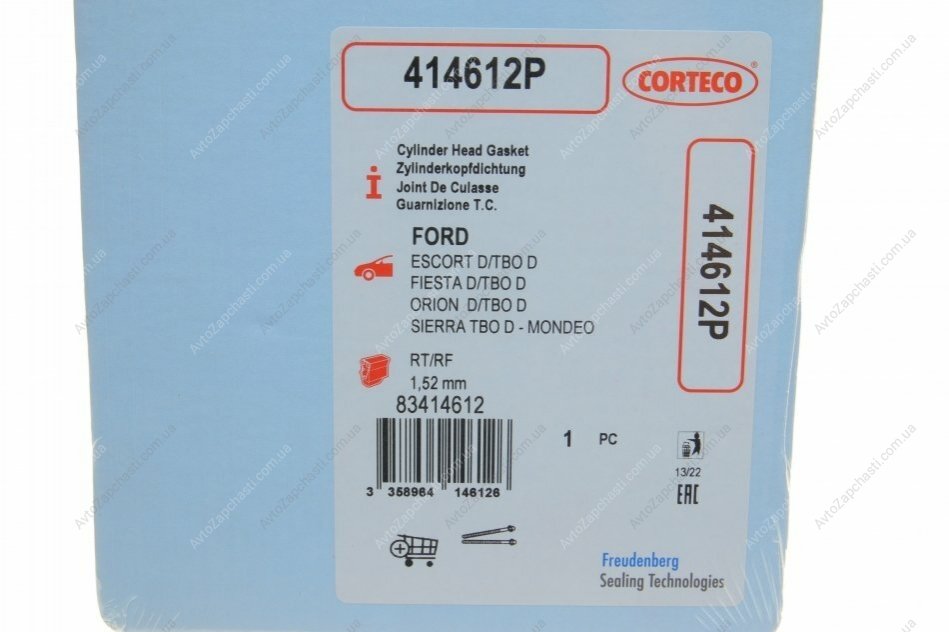 414612P
CORTECO®
Cylinder Head Gasket
Zylinderkopfdichtung
Joint De Culasse
Guarnizione T.C.
FORD
ESCORT D/TBO D
FIESTA D/TBO D
ORION D/TBO D
SIERRA TBO D - MONDEO
414612P
RT/RF
1,52 mm
83414612
1 PC
3 358964 146126
13/22
EAC
Freudenberg
Sealing Technologies
AvtoZapchasti.com.ua